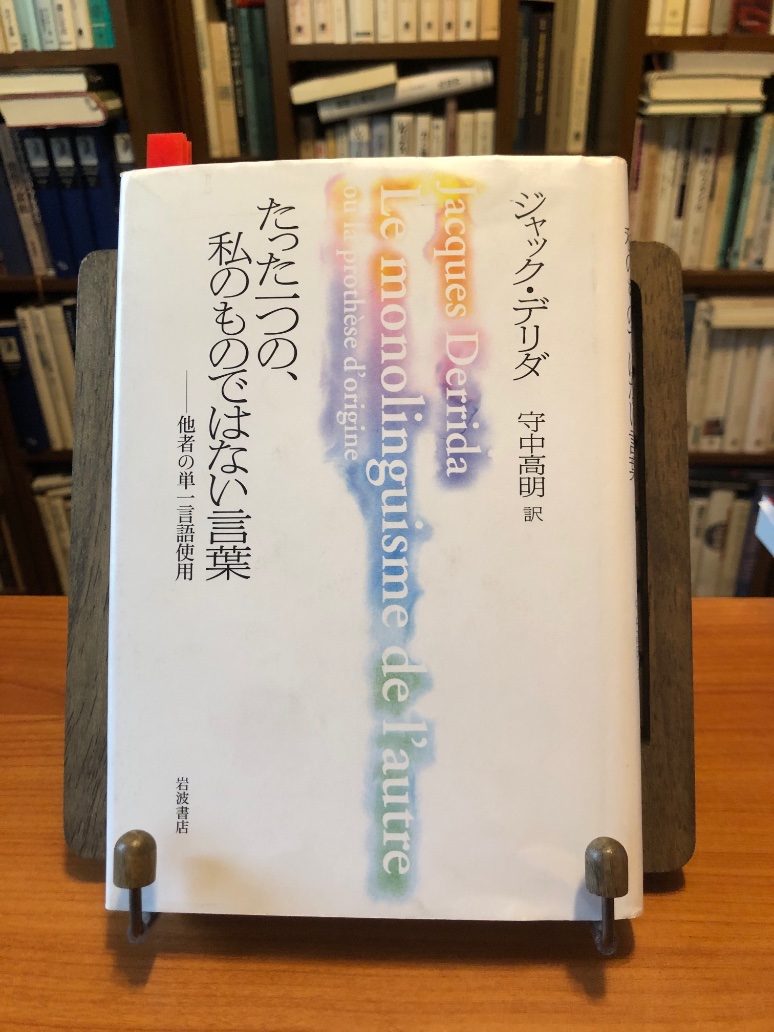 ジャック・デリダ
守中高明 訳
Jacques Derrida
Le monolinguisme de l'autre
ou la prothèse d'origine
たった一つの、
私のものではない言葉
──他者の単一言語使用
岩波書店